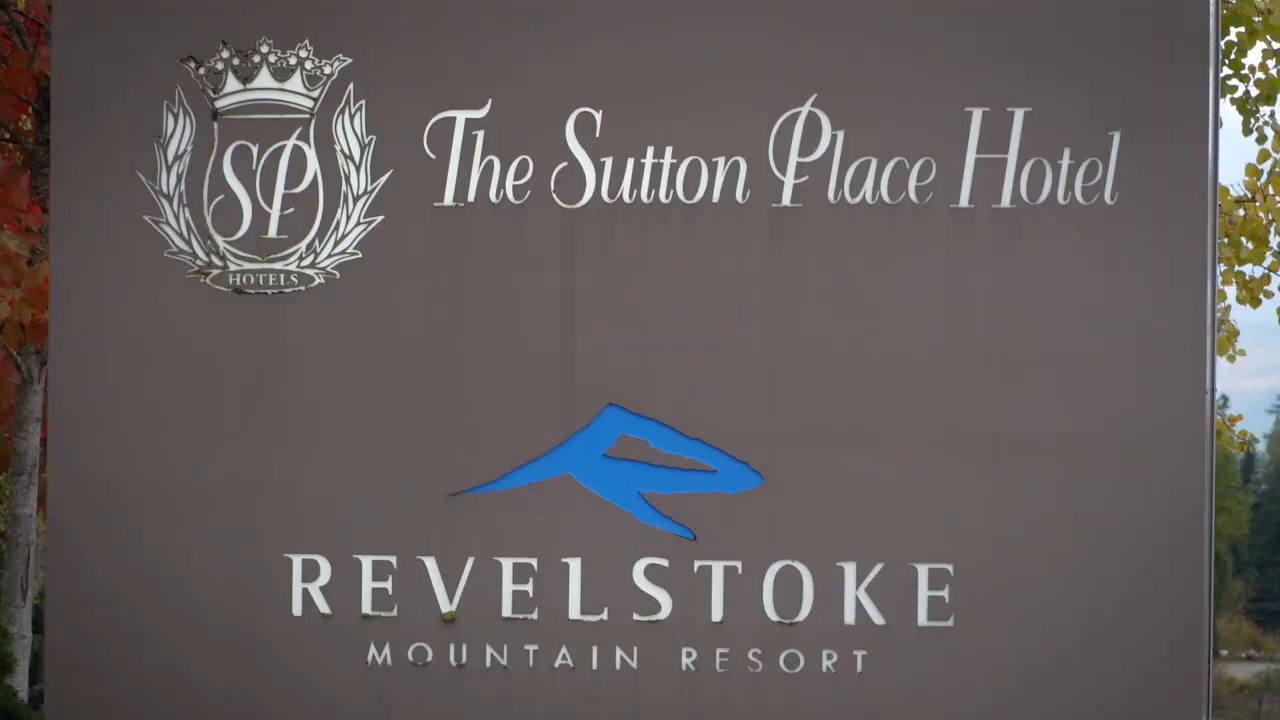 SP
HOTELS
The Sutton Place Hotel
REVELSTOKE
MOUNTAIN RESORT